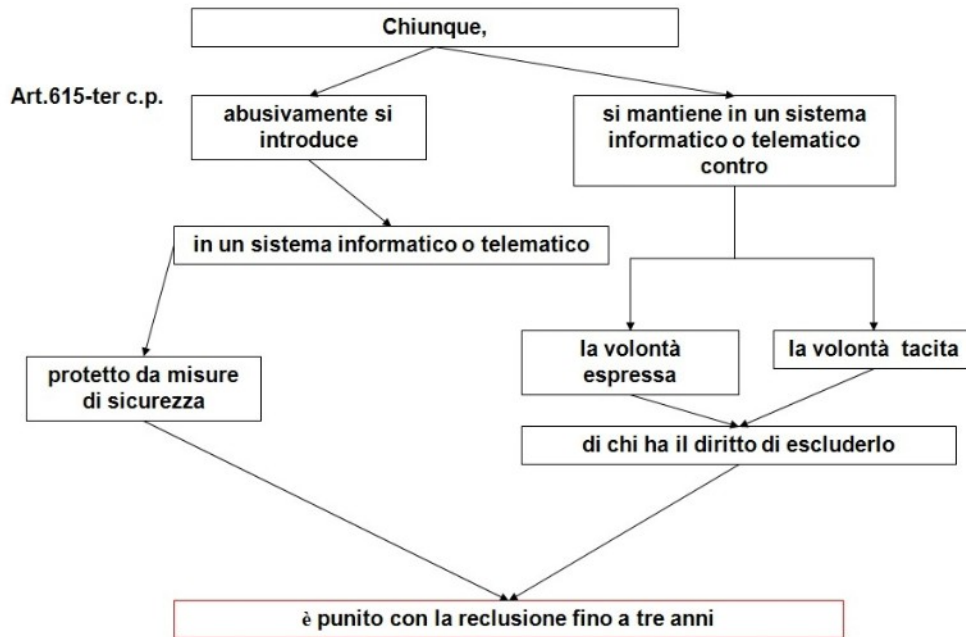 Chiunque,
Art.615-ter c.p.
abusivamente si
introduce
si mantiene in un sistema
informatico o telematico
contro
in un sistema informatico o telematico
la volontà
espressa
la volontà tacita
protetto da misure
di sicurezza
di chi ha il diritto di escluderlo
è punito con la reclusione fino a tre anni